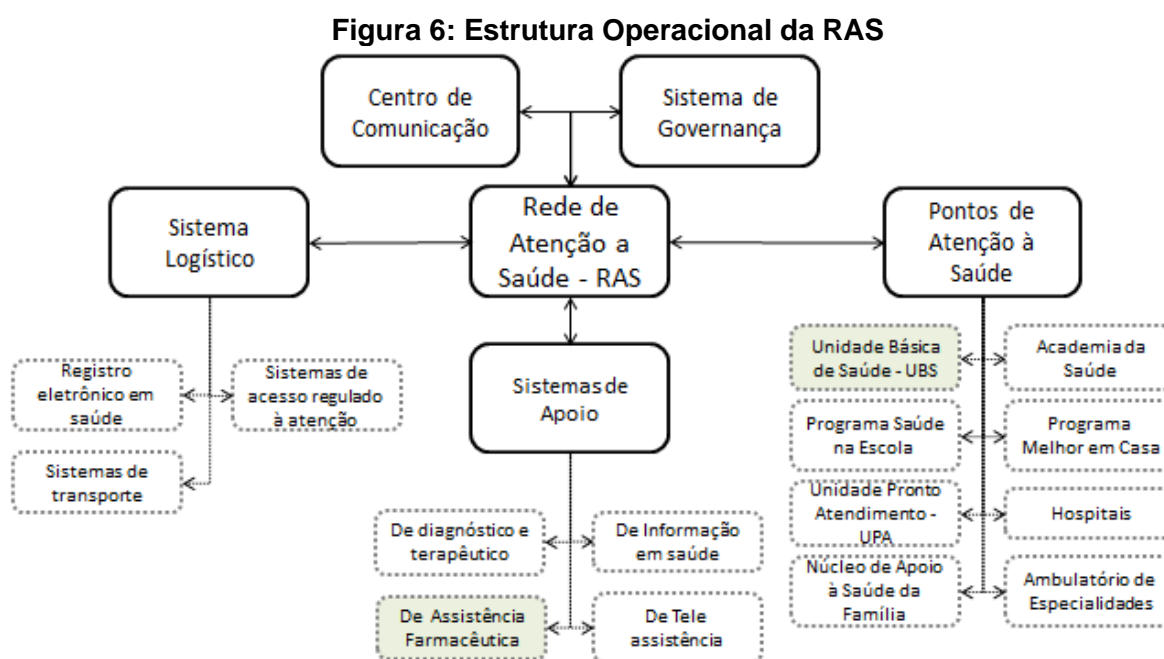 Figura 6: Estrutura Operacional da RAS
Centro de
Comunicação
Sistema de
Governança
Sistema
Logístico
Rede de
Atenção a
Saúde - RAS
Pontos de
Atenção à
Saúde
Registro
eletrônico em
saúde
Sistemas de
acesso regulado
à atenção
Sistemas de
transporte
Sistemas de
Apoio
De diagnóstico e
terapêutico
De Informação
em saúde
De Assistência
Farmacêutica
De Tele
assistência
Unidade Básica
de Saúde - UBS
Academia da
Saúde
Programa Saúde
na Escola
Programa
Melhor em Casa
Unidade Pronto
Atendimento -
UPA
Hospitais
Núcleo de Apoio
à Saúde da
Família
Ambulatório de
Especialidades